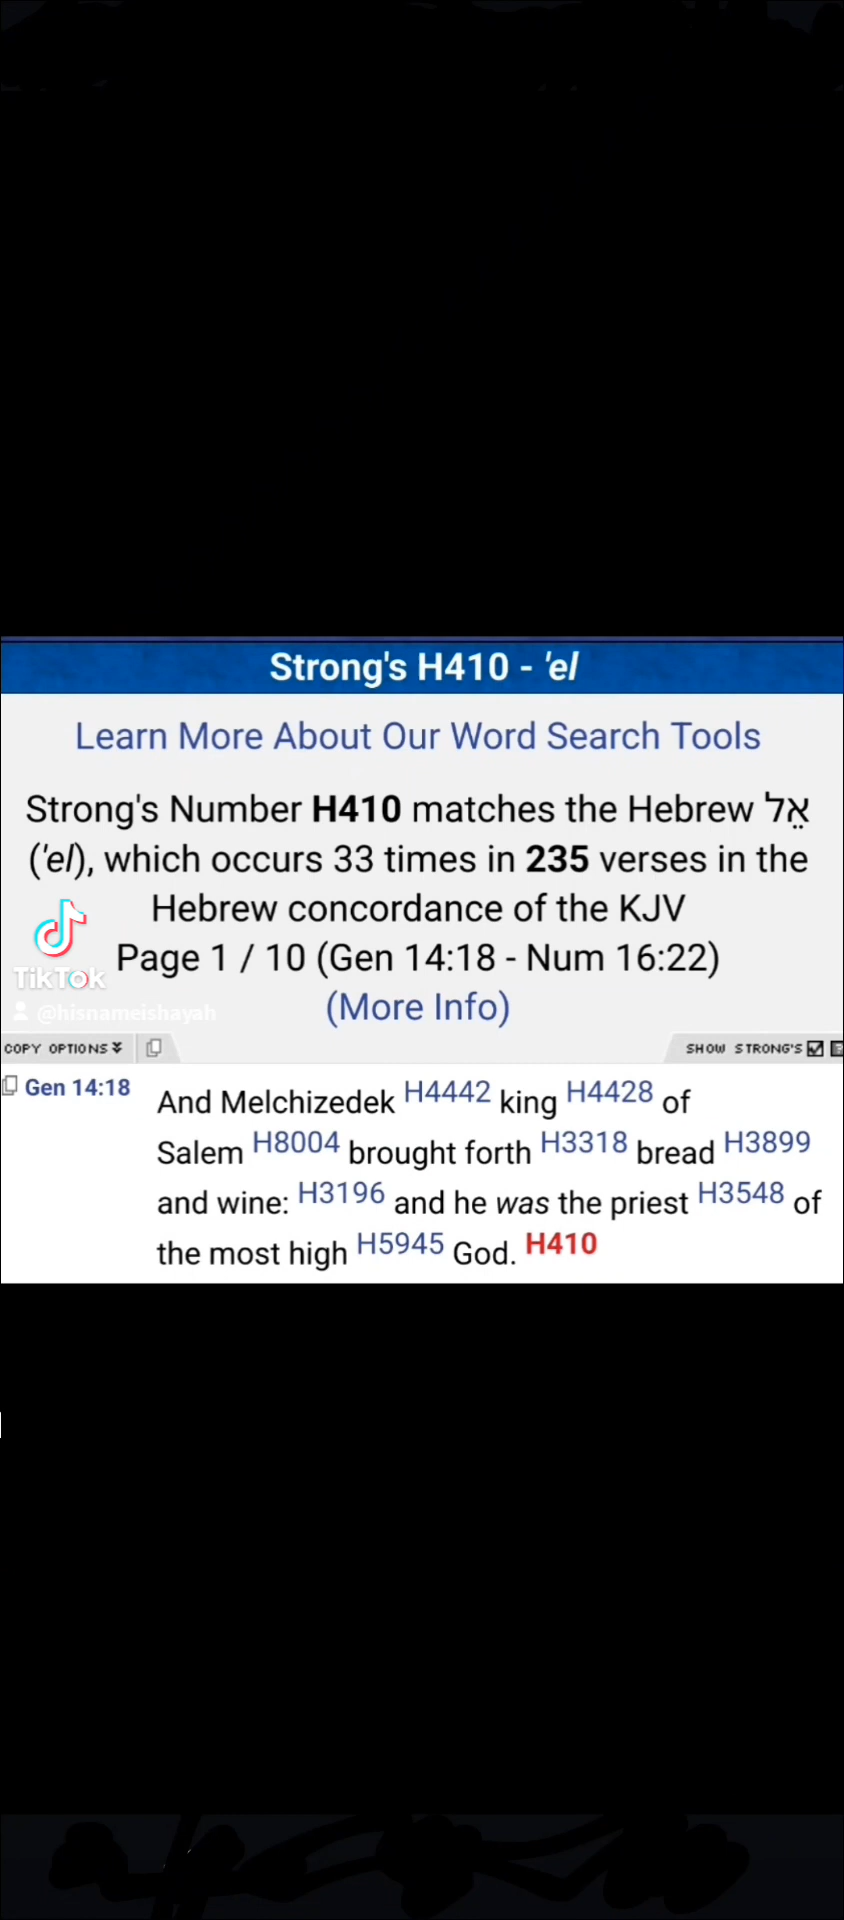 Strong's H410 - 'el
Learn More About Our Word Search Tools
Strong's Number H410 matches the Hebrew אֵל
('el), which occurs 33 times in 235 verses in the
Hebrew concordance of the KJV
Page 1 / 10 (Gen 14:18 - Num 16:22)
(More Info)
TikTok
@hisnameishayah
COPY OPTIONS
SHOW STRONG'S
Gen 14:18
And Melchizedek H4442 king H4428 of
Salem H8004 brought forth H3318 bread H3899
and wine: H3196 and he was the priest H3548 of
the most high H5945 God. H410